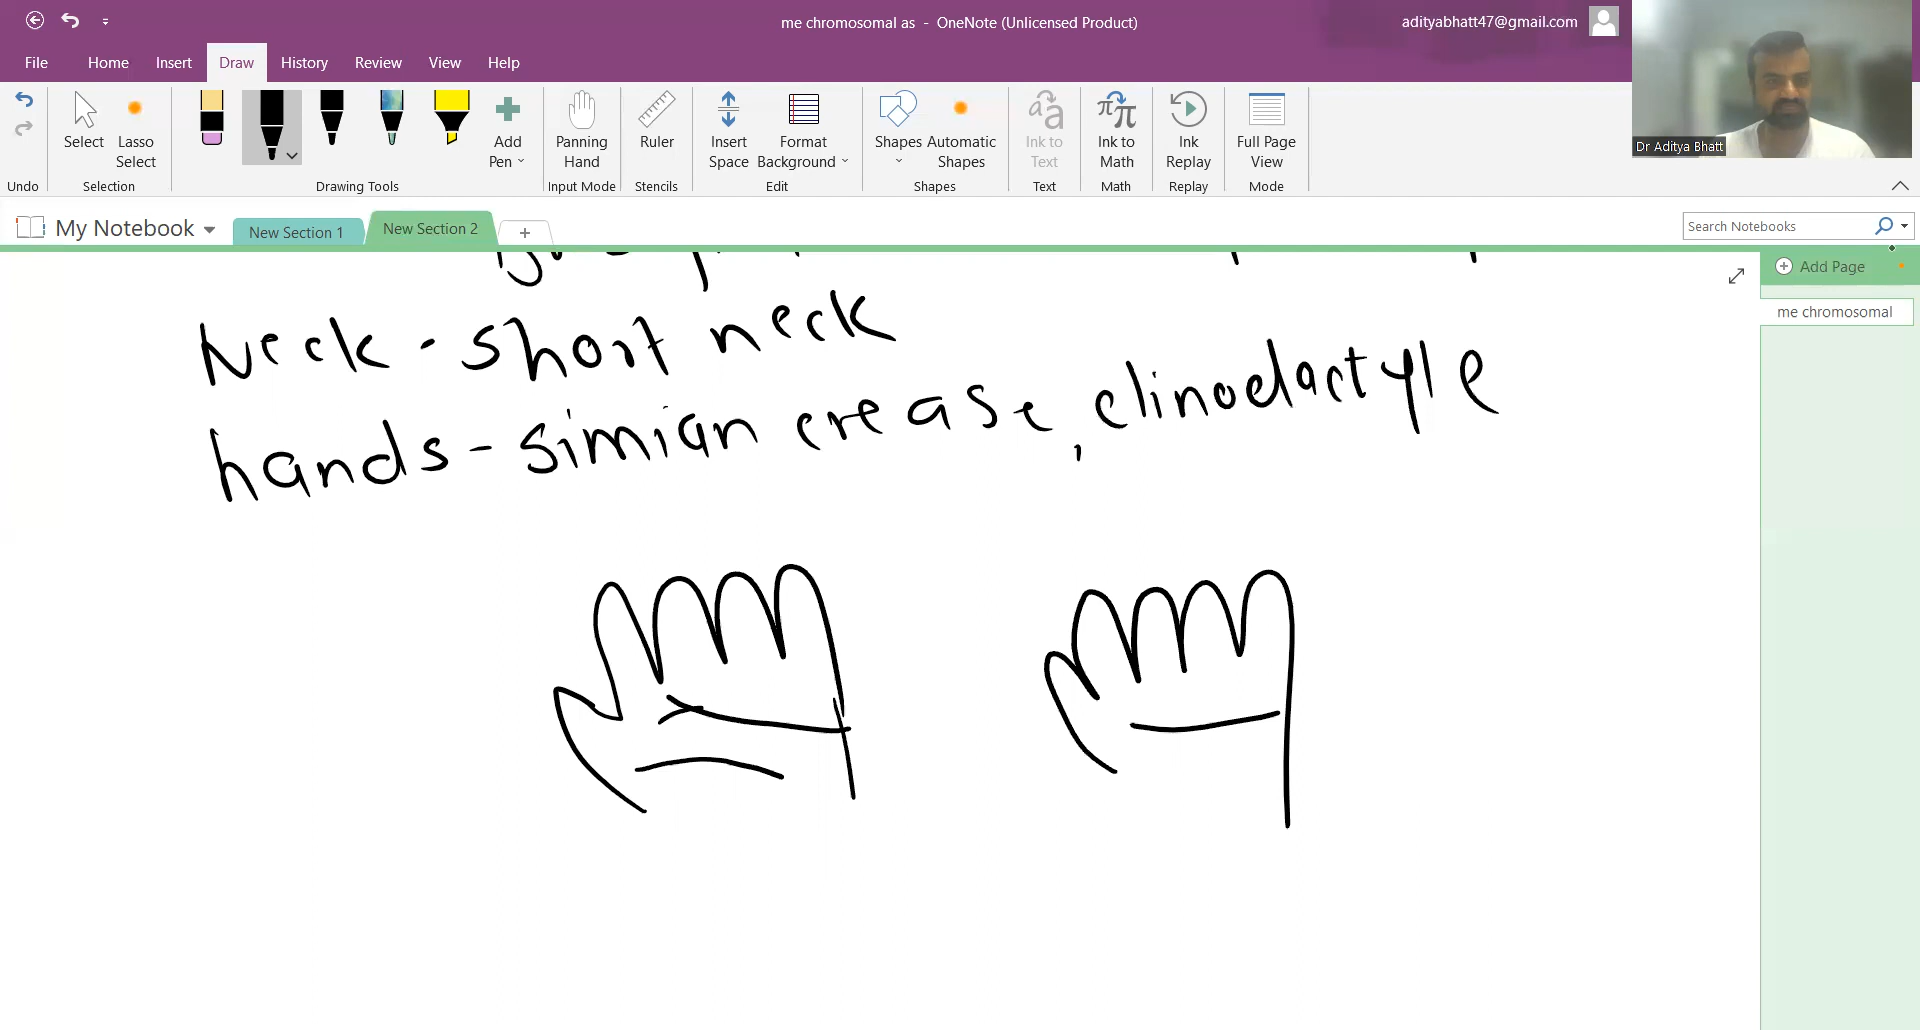 me chromosomal as - OneNote (Unlicensed Product)
adityabhatt47@gmail.com
File Home Insert Draw History Review View Help
Select
Lasso Select
Add Pen
Panning Hand
Ruler
Insert Space
Format Background
Shapes
Automatic Shapes
Ink to Text
Ink to Math
Ink Replay
Full Page View
Undo Selection Drawing Tools Input Mode Stencils Edit Shapes Text Math Replay Mode
Dr Aditya Bhatt
My Notebook New Section 1 New Section 2
Search Notebooks
Add Page
me chromosomal
Neck - short neck
hands - simian crease, clinodactyle